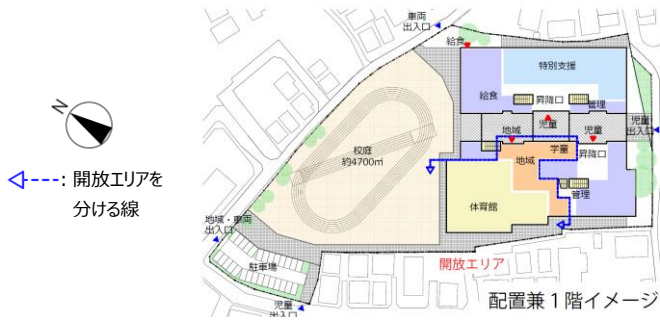 N
: 開放エリアを
分ける線
車両
出入口
給食
特別支援
給食
昇降口
管理
地域
児童
児童
児童
出入口
校庭
約4700㎡
学童
地域
昇降口
管理
体育館
地域・車両
出入口
駐車場
開放エリア
児童
出入口
配置兼1階イメージ